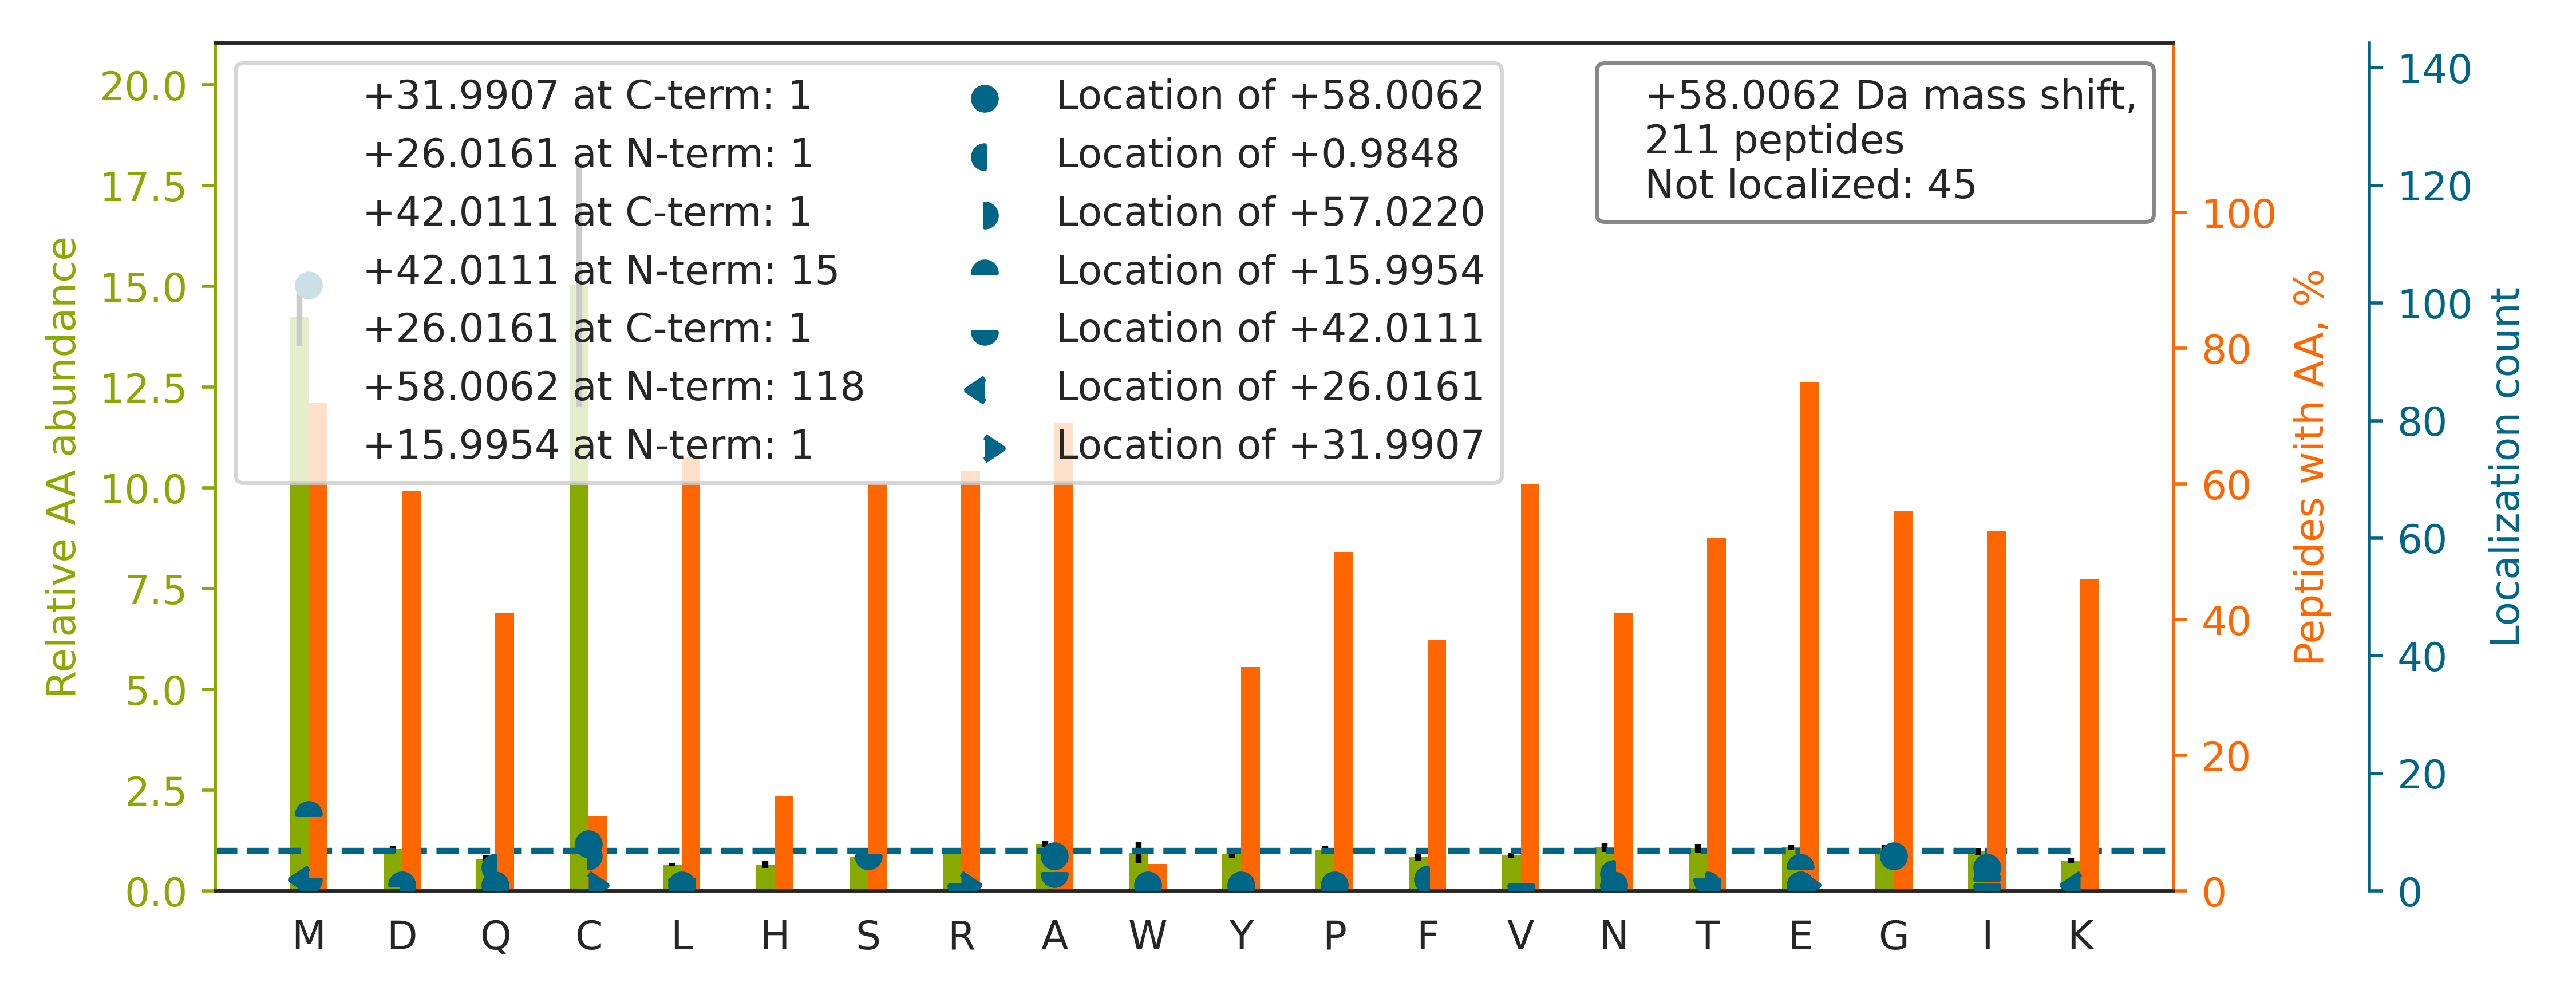 +31.9907 at C-term: 1
+26.0161 at N-term: 1
+42.0111 at C-term: 1
+42.0111 at N-term: 15
+26.0161 at C-term: 1
+58.0062 at N-term: 118
+15.9954 at N-term: 1
Location of +58.0062
Location of +0.9848
Location of +57.0220
Location of +15.9954
Location of +42.0111
Location of +26.0161
Location of +31.9907
+58.0062 Da mass shift,
211 peptides
Not localized: 45
Relative AA abundance
20.0
17.5
15.0
12.5
10.0
7.5
5.0
2.5
0.0
M D Q C L H S R A W Y P F V N T E G I K
100
80
60
40
20
0
Peptides with AA, %
140
120
100
80
60
40
20
0
Localization count